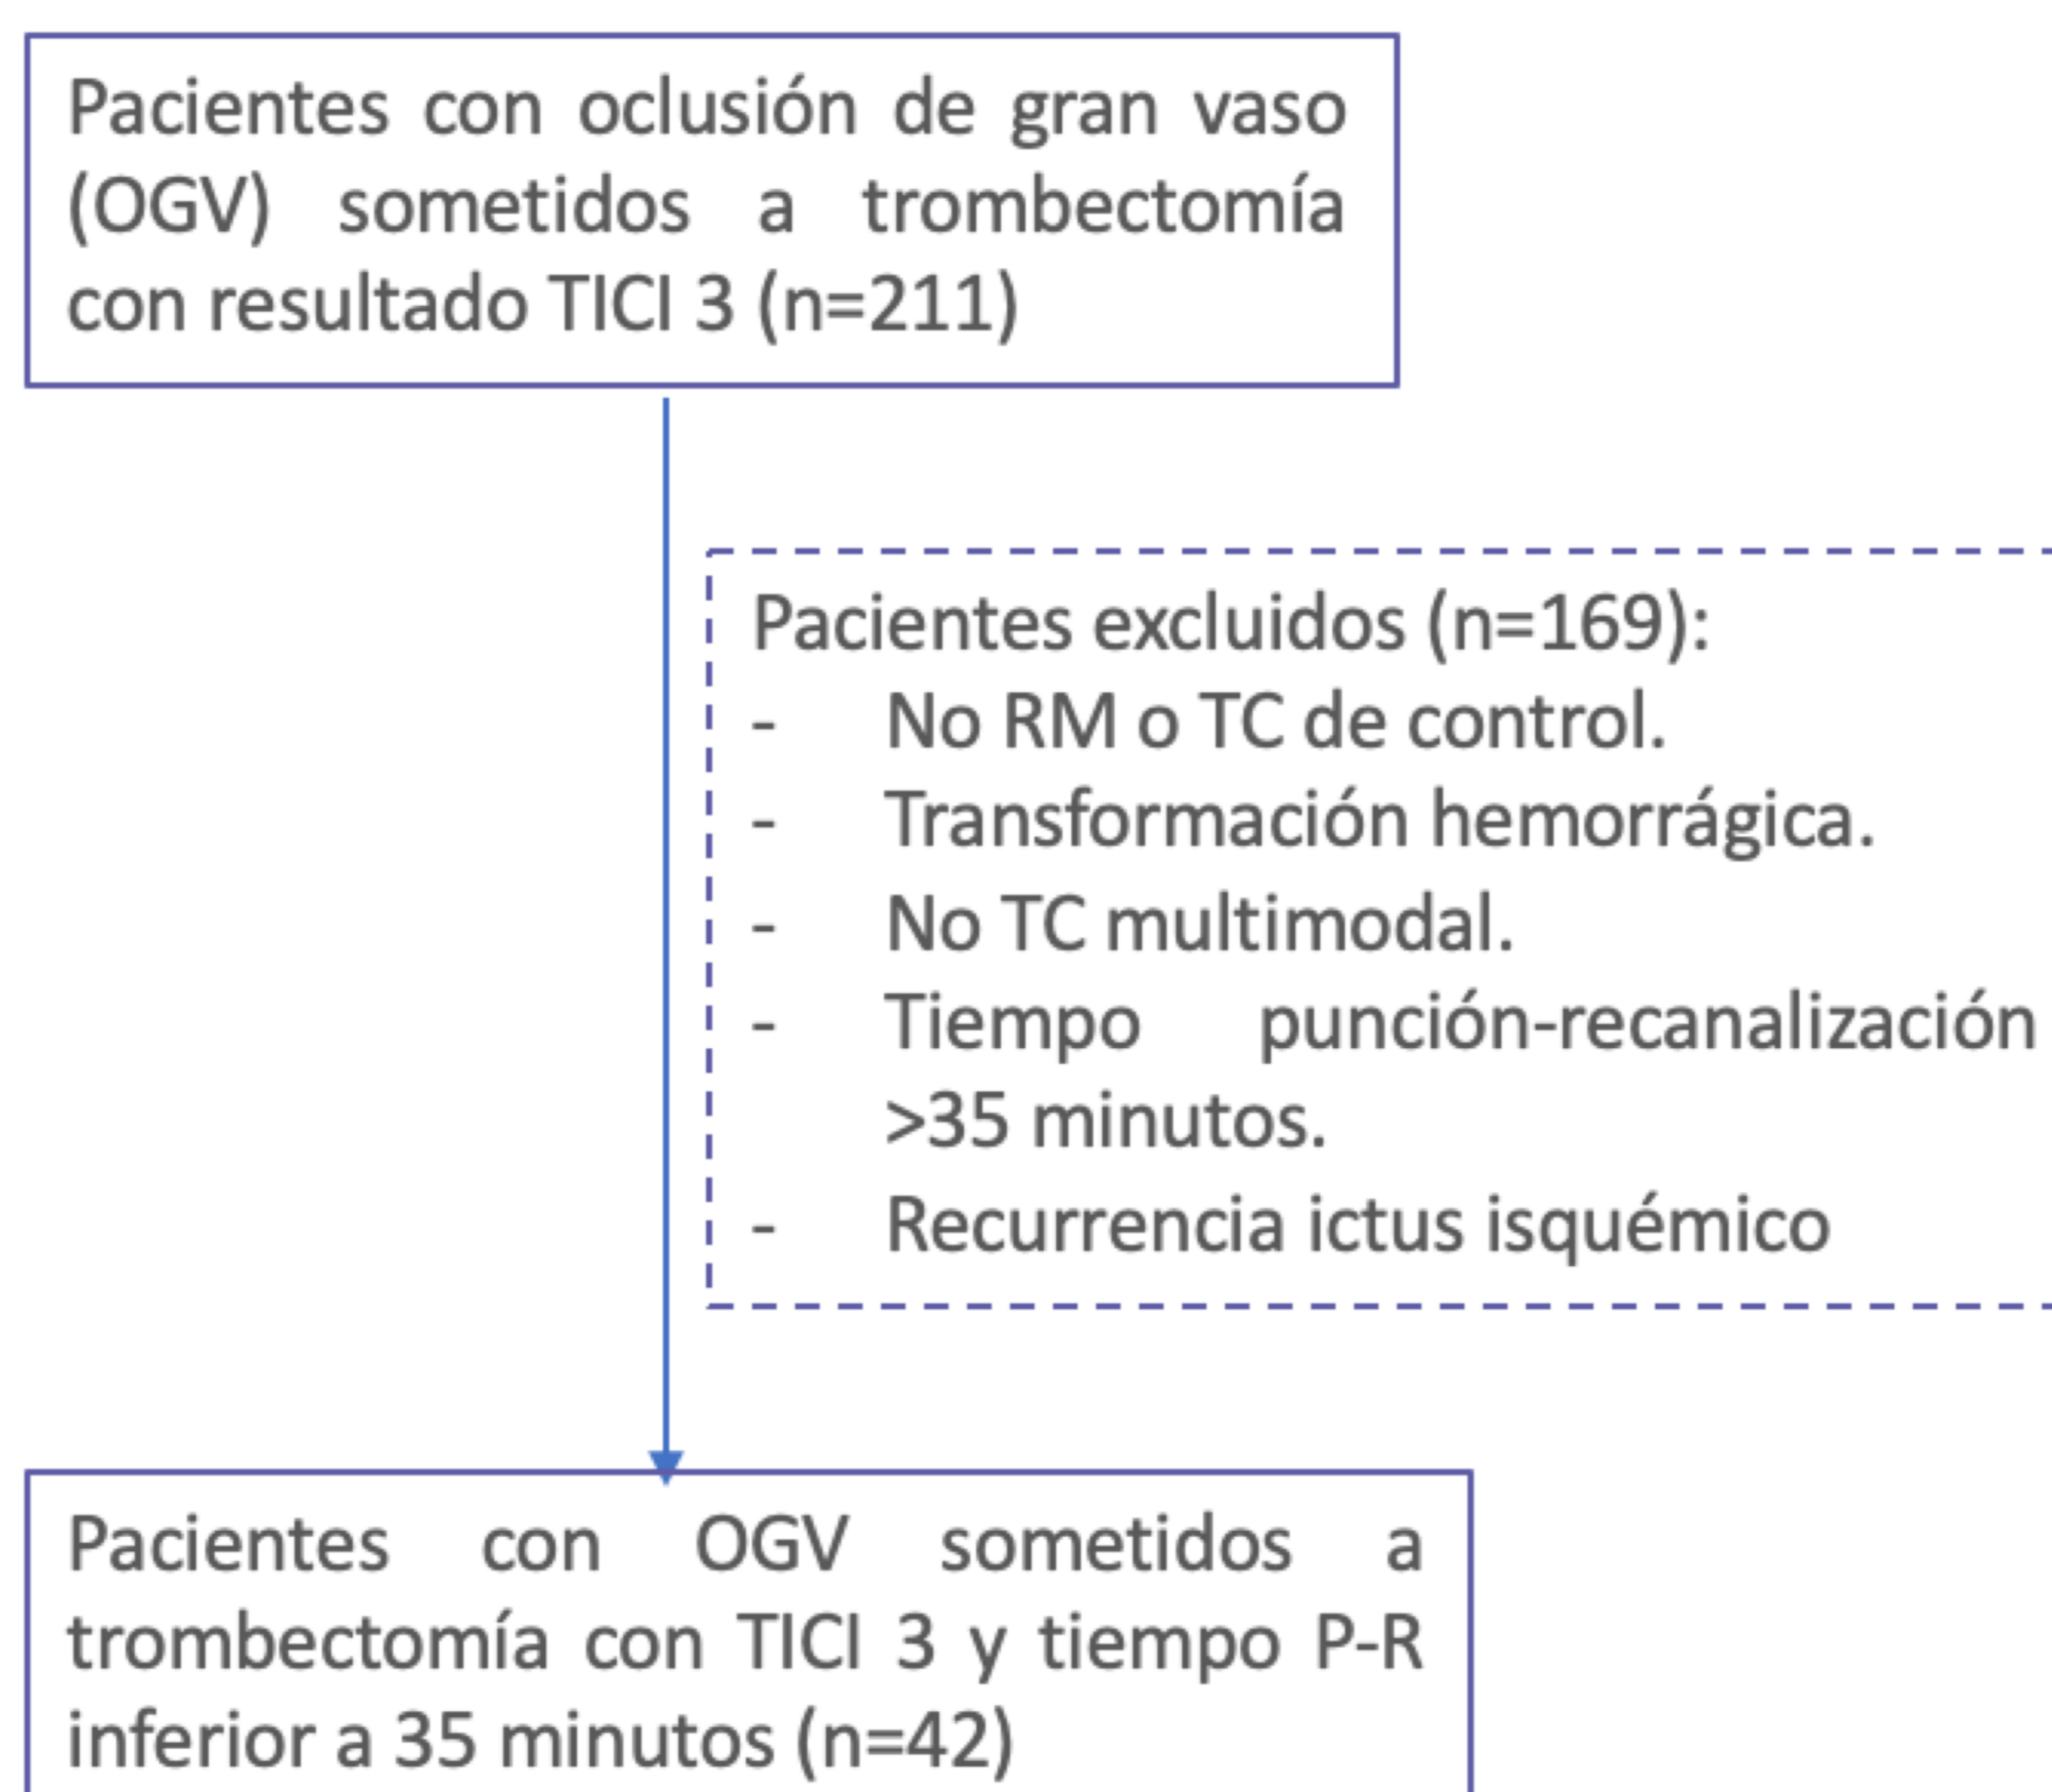 Pacientes con oclusión de gran vaso
(OGV) sometidos a trombectomía
con resultado TICI 3 (n=211)
Pacientes excluidos (n=169):
- No RM o TC de control.
- Transformación hemorrágica.
- No TC multimodal.
- Tiempo punción-recanalización
>35 minutos.
- Recurrencia ictus isquémico
Pacientes con OGV sometidos a
trombectomía con TICI 3 y tiempo P-R
inferior a 35 minutos (n=42)